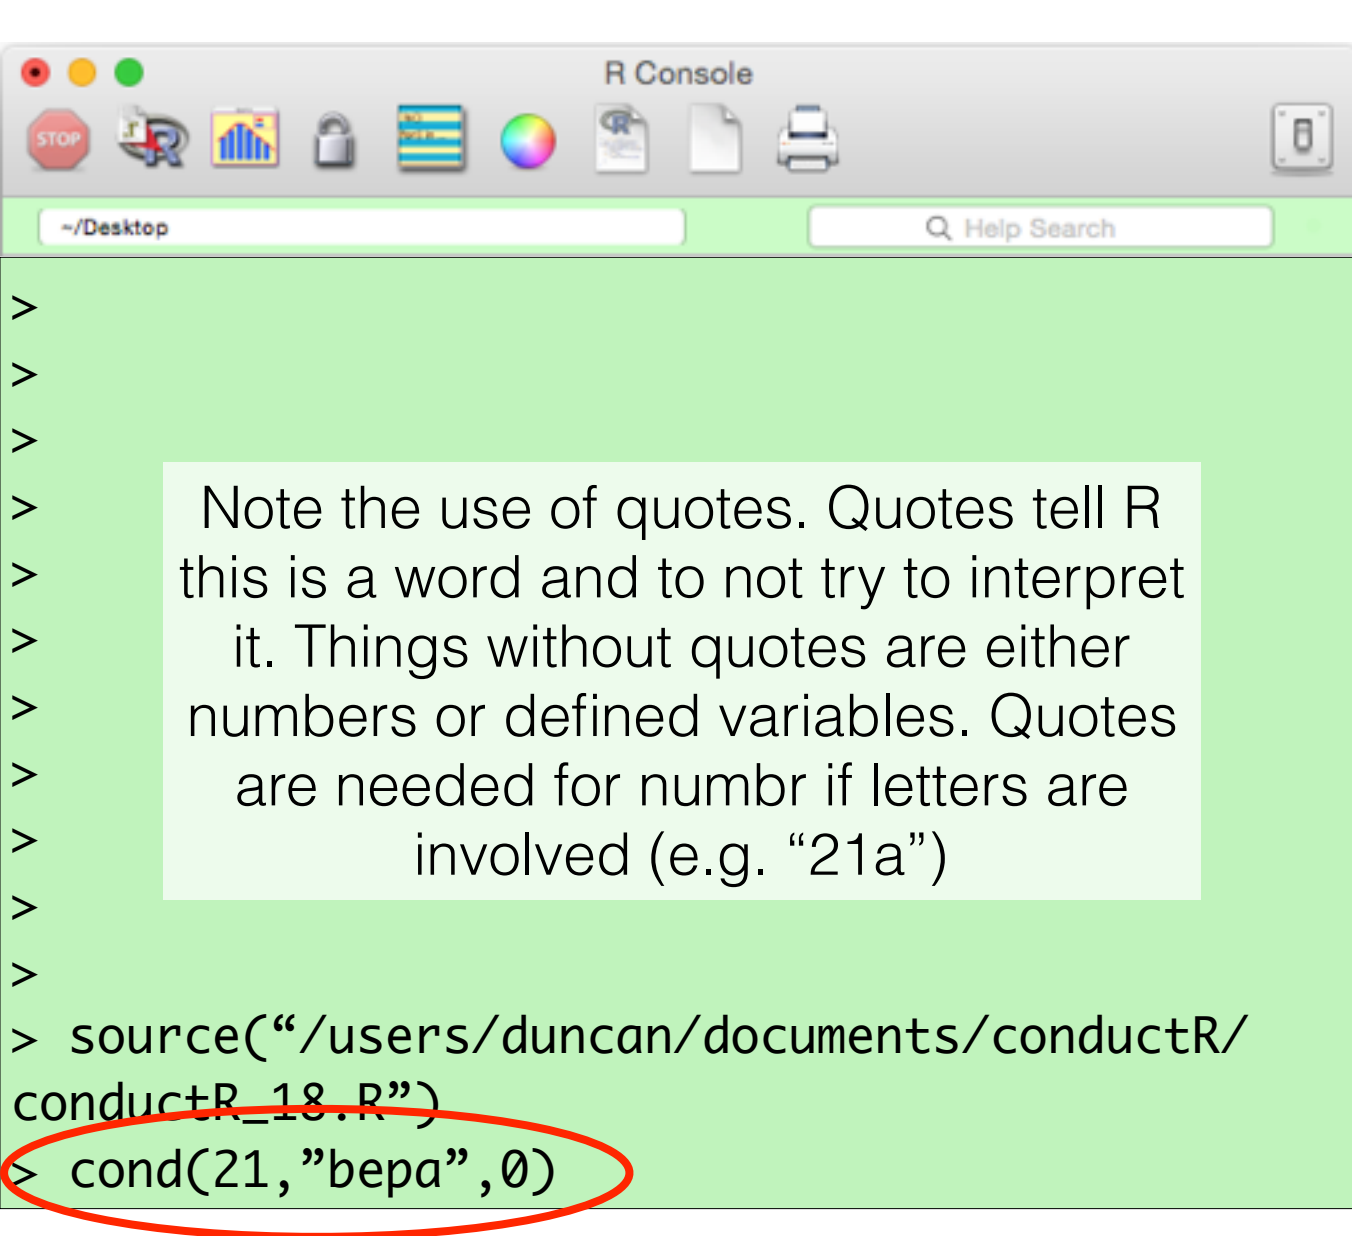 R Console
STOP
~/Desktop
Help Search
>
>
>
>
>
>
>
>
>
>
>
Note the use of quotes. Quotes tell R
this is a word and to not try to interpret
it. Things without quotes are either
numbers or defined variables. Quotes
are needed for numbr if letters are
involved (e.g. “21a”)
> source(“/users/duncan/documents/conductR/
conductR_18.R”)
> cond(21,”bepa”,0)